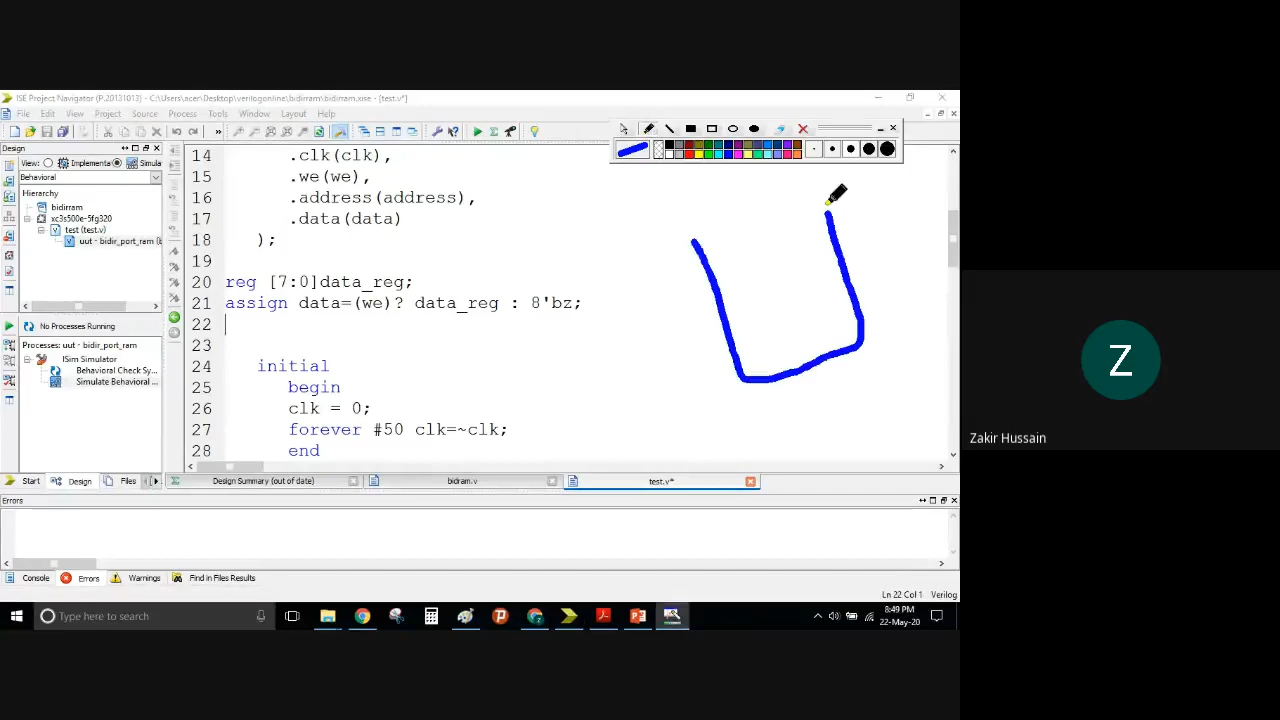 ISE Project Navigator (P.20131013) - C:\Users\acer\Desktop\verilogonline\bidirram\bidirram.xise - [test.v*]
File Edit View Project Source Process Tools Window Layout Help
Design
View: Implementa Simula
Behavioral
Hierarchy
bidirram
xc3s500e-5fg320
test (test.v)
uut - bidir_port_ram (b
No Processes Running
Processes: uut - bidir_port_ram
ISim Simulator
Behavioral Check Sy...
Simulate Behavioral ...
14 .clk(clk),
15 .we(we),
16 .address(address),
17 .data(data)
18 );
19
20 reg [7:0]data_reg;
21 assign data=(we)? data_reg : 8'bz;
22
23
24 initial
25 begin
26 clk = 0;
27 forever #50 clk=~clk;
28 end
Start Design Files
Design Summary (out of date) bidram.v test.v*
Errors
Console Errors Warnings Find in Files Results
Ln 22 Col 1 Verilog
Type here to search
8:49 PM
22-May-20
Z
Zakir Hussain